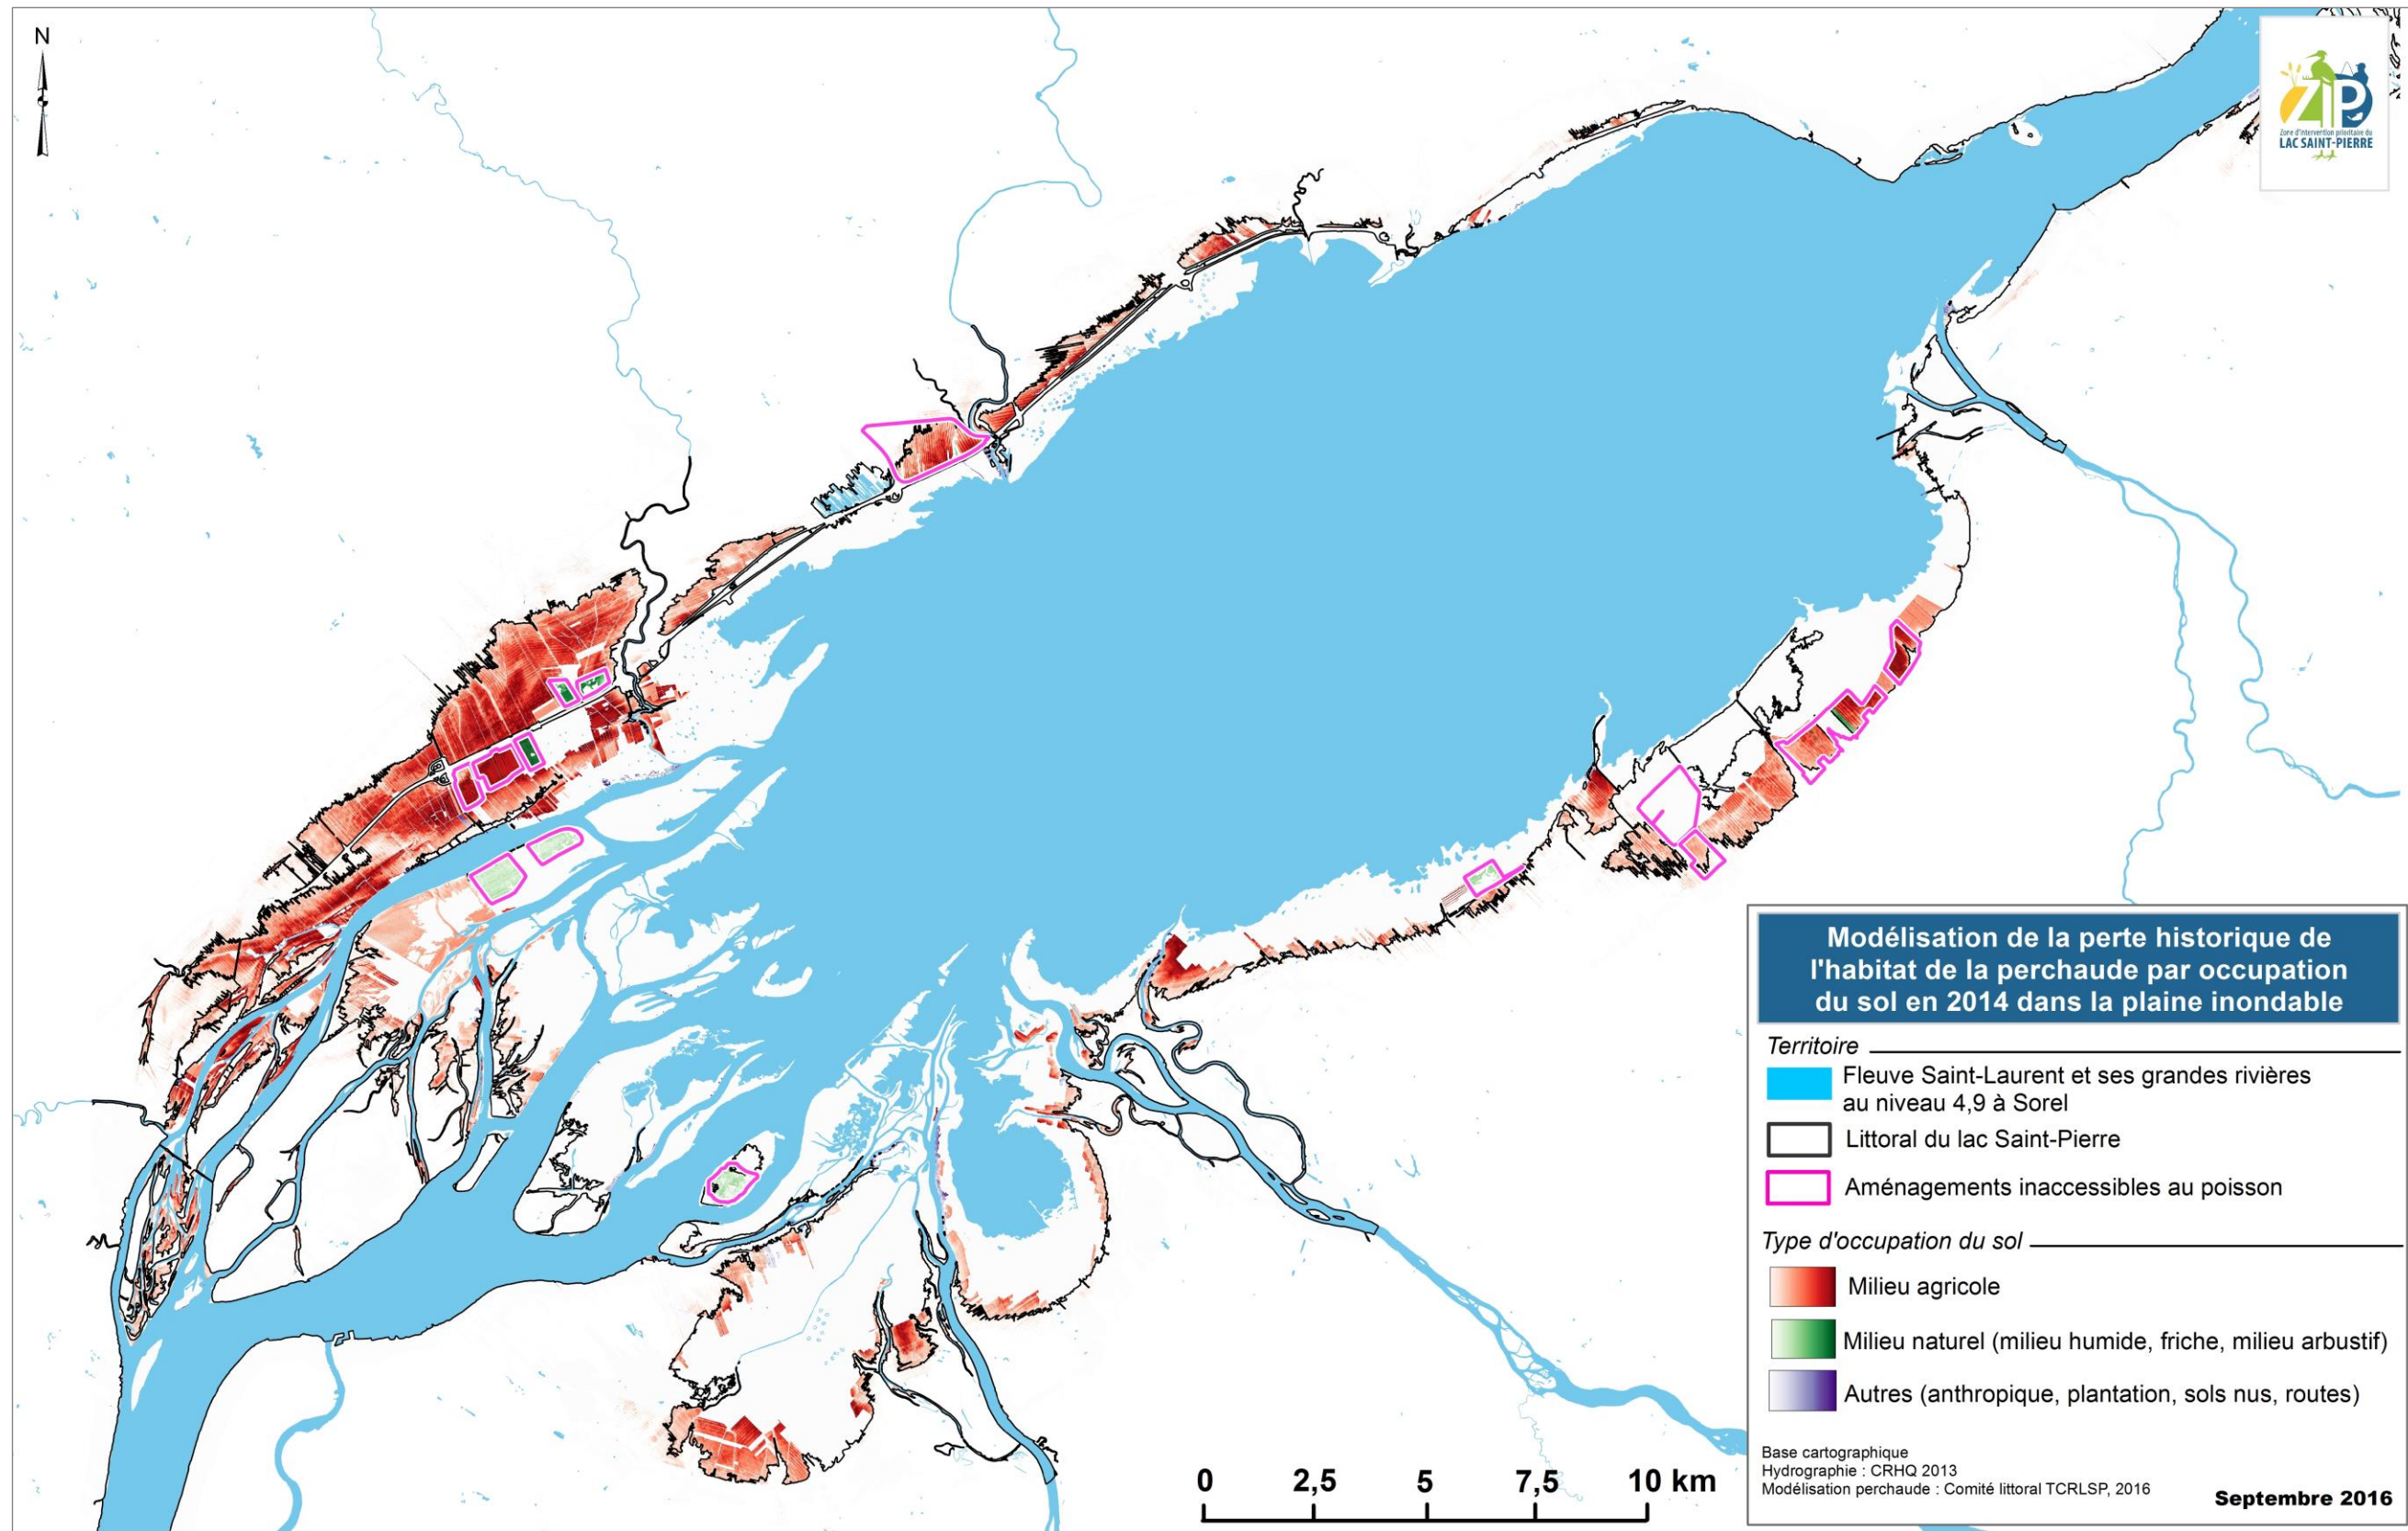 N
ZIP
Zone d'intervention prioritaire du
LAC SAINT-PIERRE
Modélisation de la perte historique de
l'habitat de la perchaude par occupation
du sol en 2014 dans la plaine inondable
Territoire
Fleuve Saint-Laurent et ses grandes rivières
au niveau 4,9 à Sorel
Littoral du lac Saint-Pierre
Aménagements inaccessibles au poisson
Type d'occupation du sol
Milieu agricole
Milieu naturel (milieu humide, friche, milieu arbustif)
Autres (anthropique, plantation, sols nus, routes)
Base cartographique
Hydrographie : CRHQ 2013
Modélisation perchaude : Comité littoral TCRLSP, 2016
Septembre 2016
0 2,5 5 7,5 10 km